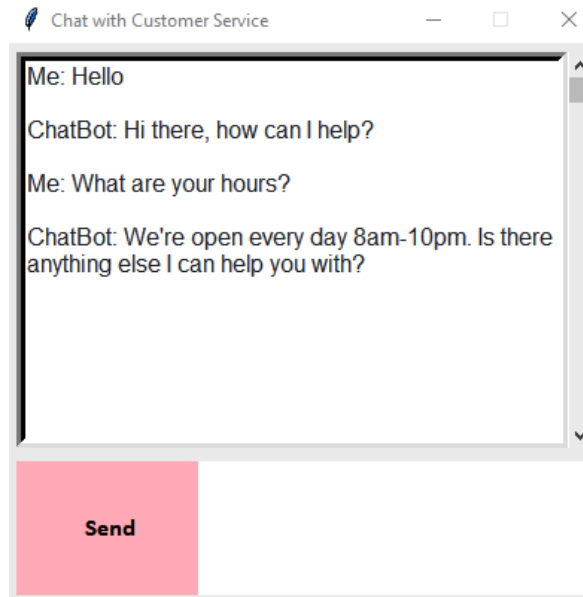 Chat with Customer Service
Me: Hello
ChatBot: Hi there, how can I help?
Me: What are your hours?
ChatBot: We're open every day 8am-10pm. Is there
anything else I can help you with?
Send